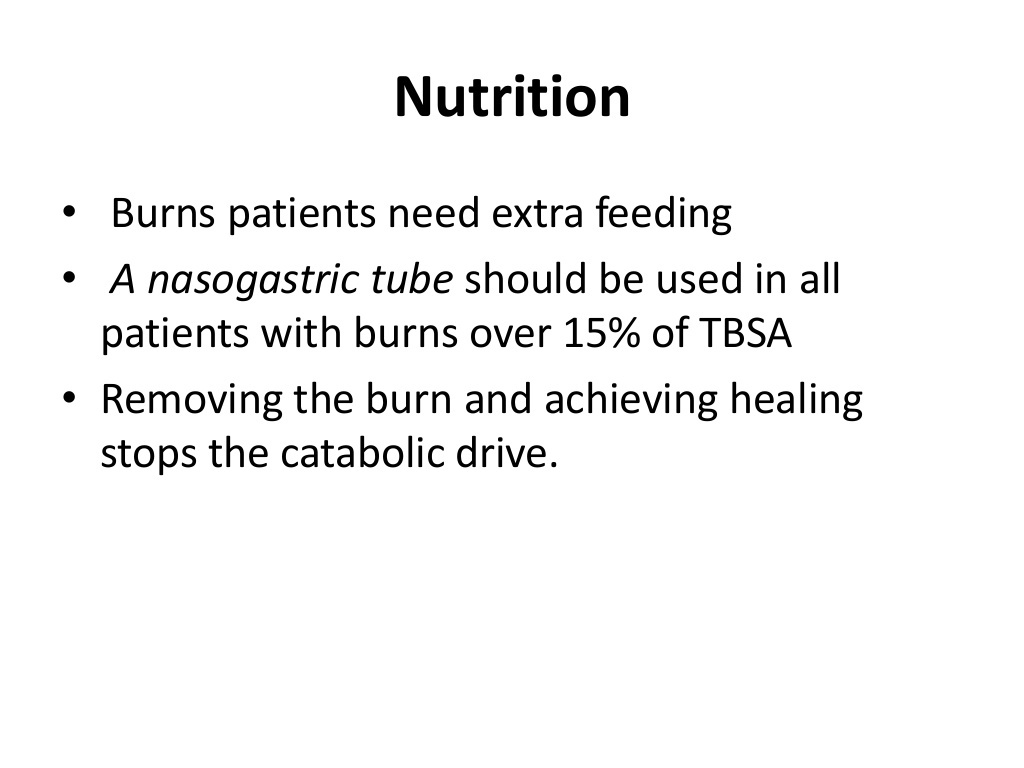 Nutrition
• Burns patients need extra feeding
• A nasogastric tube should be used in all
patients with burns over 15% of TBSA
• Removing the burn and achieving healing
stops the catabolic drive.